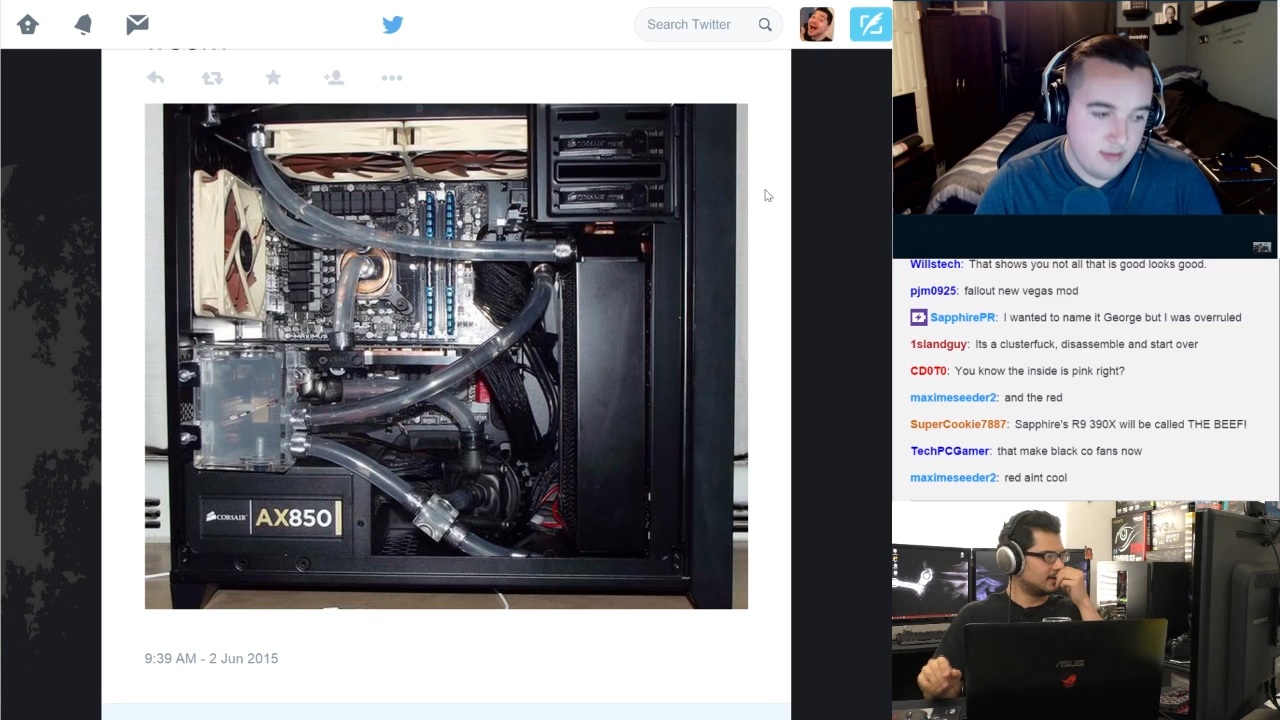 Search Twitter
CORSAIR AX850
9:39 AM - 2 Jun 2015
Willstech: That shows you not all that is good looks good.
pjm0925: fallout new vegas mod
SapphirePR: I wanted to name it George but I was overruled
1slandguy: Its a clusterfuck, disassemble and start over
CD0T0: You know the inside is pink right?
maximeseeder2: and the red
SuperCookie7887: Sapphire's R9 390X will be called THE BEEF!
TechPCGamer: that make black co fans now
maximeseeder2: red aint cool
EVGA
ASUS